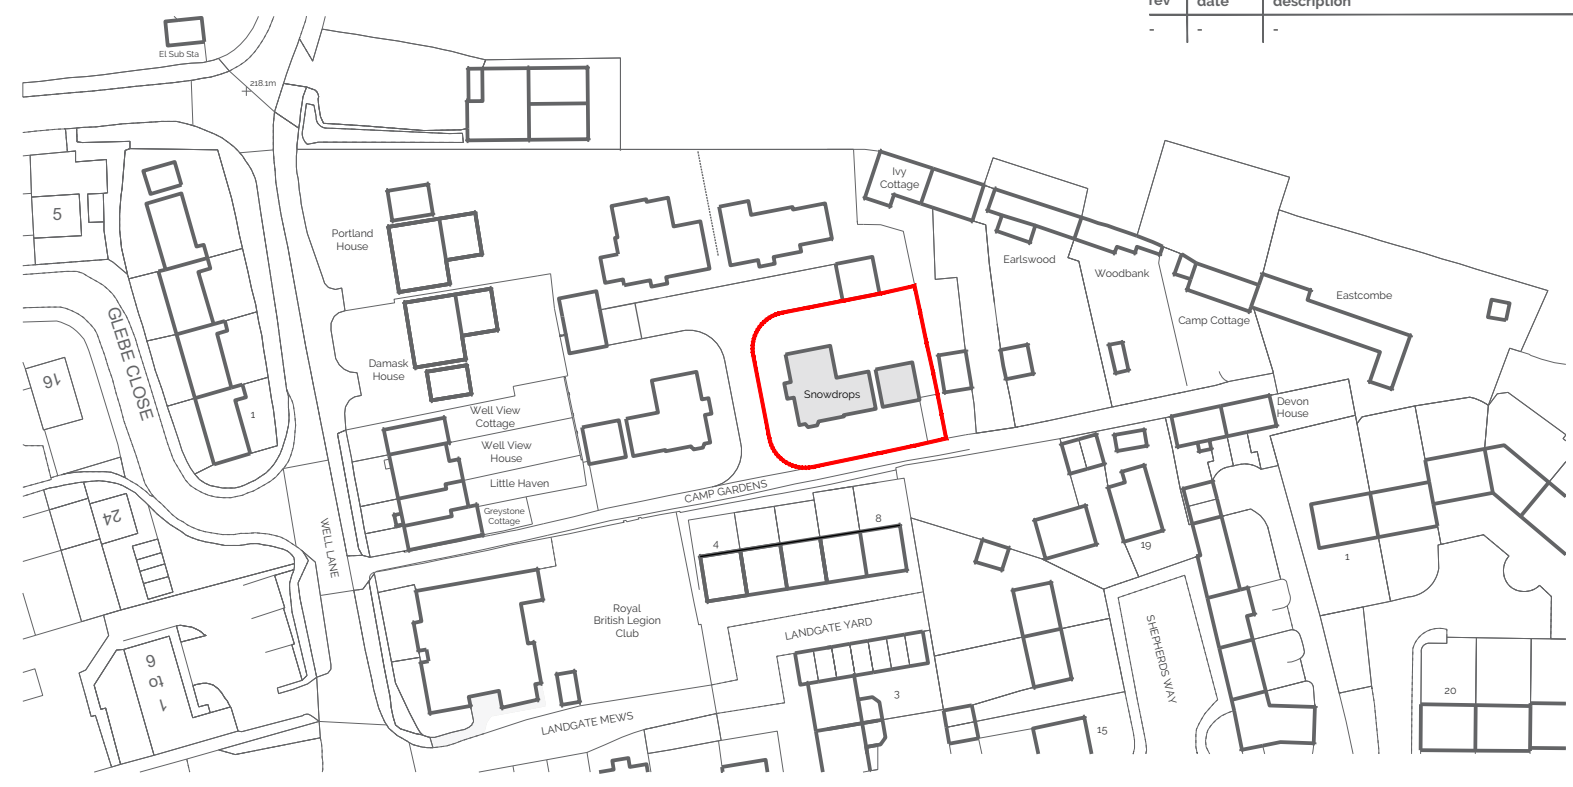 rev date description
- - -
El Sub Sta
218.1m
5
Ivy
Cottage
Portland
House
Earlswood
Woodbank
Eastcombe
Camp Cottage
GLEBE CLOSE
16
Damask
House
Snowdrops
1
Well View
Cottage
Devon
House
Well View
House
Little Haven
CAMP GARDENS
Greystone
Cottage
24
WELL LANE
4
8
19
1
Royal
British Legion
Club
LANDGATE YARD
SHEPHERDS WAY
1
to
6
3
20
LANDGATE MEWS
15